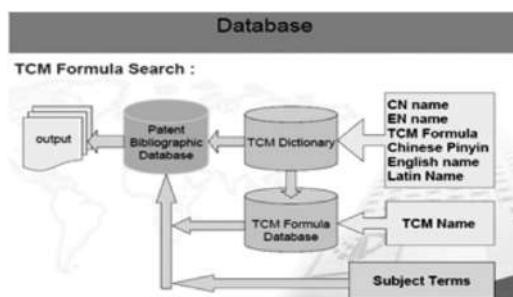 Database
TCM Formula Search :
output
Patent
Bibliographic
Database
TCM Dictionary
CN name
EN name
TCM Formula
Chinese Pinyin
English name
Latin Name
TCM Formula
Database
TCM Name
Subject Terms